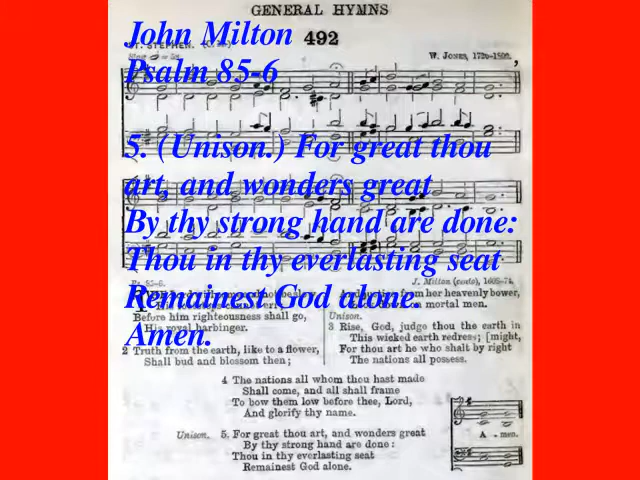 GENERAL HYMNS
492
John Milton
Psalm 85-6
W. JONES, 1726-1800,
5. (Unison.) For great thou
art, and wonders great
By thy strong hand are done:
Thou in thy everlasting seat
Remainest God alone.
Amen.
Ps. 85-6.
J. Milton (cento), 1608-74.
Before him righteousness shall go,
His royal harbinger.
2 Truth from the earth, like to a flower,
Shall bud and blossom then;
from her heavenly bower,
mortal men.
Unison.
3 Rise, God, judge thou the earth in
This wicked earth redress; [might,
For thou art he who shalt by right
The nations all possess.
4 The nations all whom thou hast made
Shall come, and all shall frame
To bow them low before thee, Lord,
And glorify thy name.
Unison. 5. For great thou art, and wonders great
By thy strong hand are done:
Thou in thy everlasting seat
Remainest God alone.
A - men.